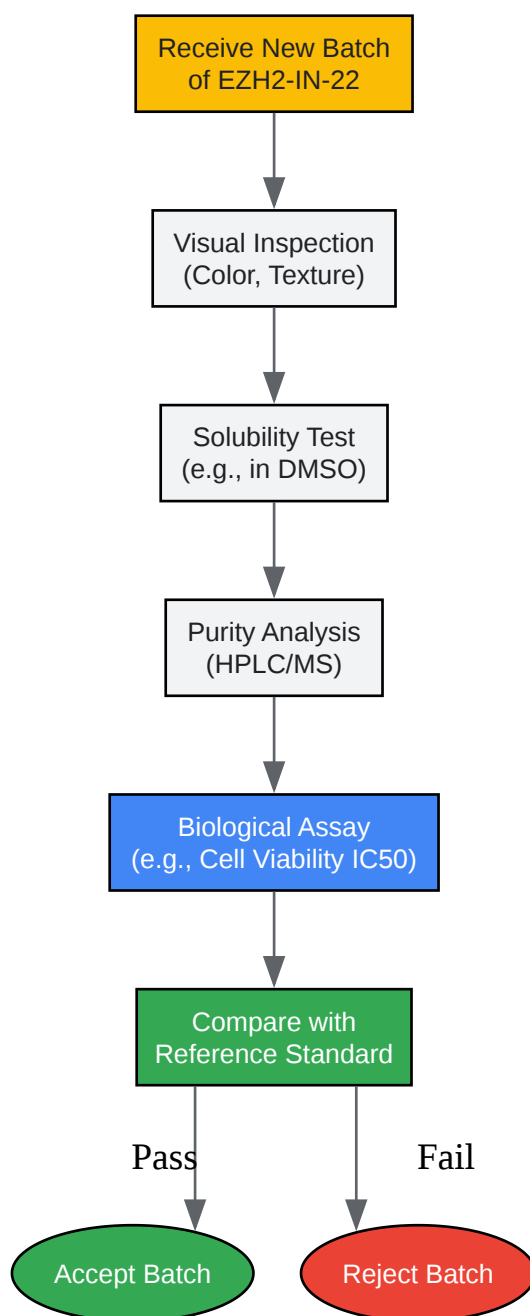 Receive New Batch
of EZH2-IN-22
Visual Inspection
(Color, Texture)
Solubility Test
(e.g., in DMSO)
Purity Analysis
(HPLC/MS)
Biological Assay
(e.g., Cell Viability IC50)
Compare with
Reference Standard
Pass
Fail
Accept Batch
Reject Batch